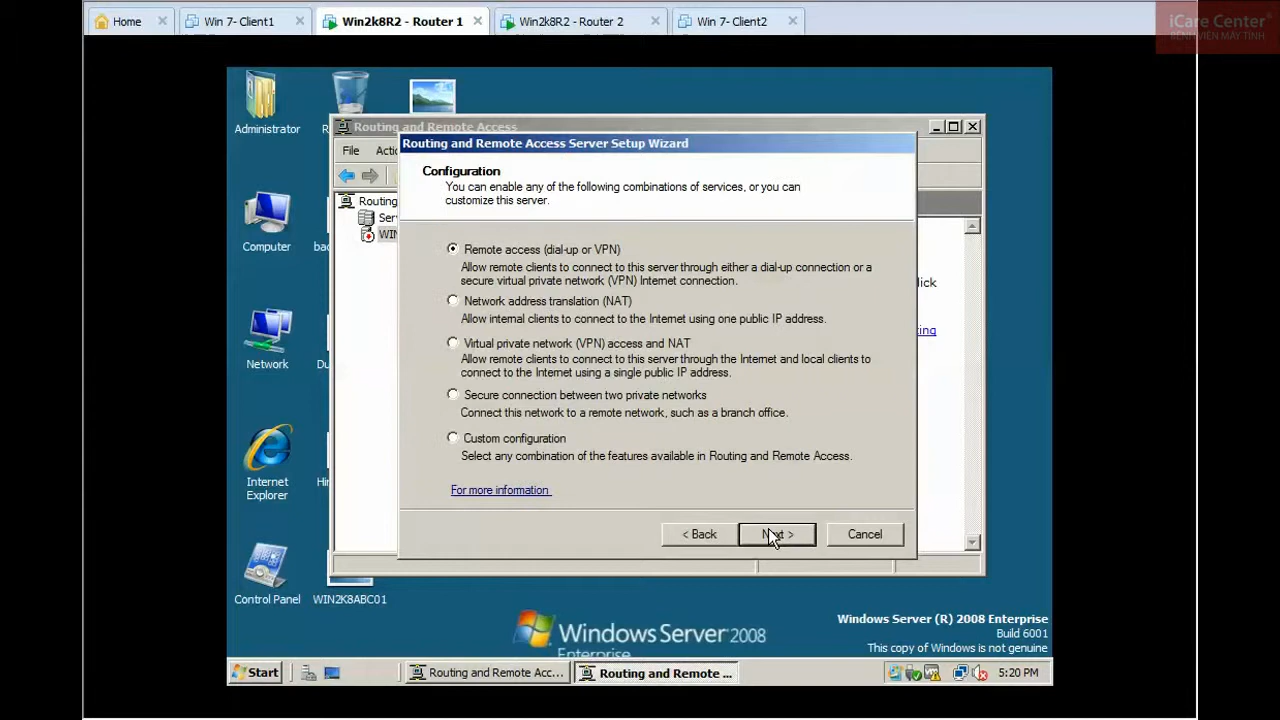 Home
Win 7- Client1
Win2k8R2 - Router 1
Win2k8R2 - Router 2
Win 7- Client2
iCare Center
BỆNH VIỆN MÁY TÍNH
Administrator
Computer
Network
Internet
Explorer
Control Panel
WIN2K8ABC01
Routing and Remote Access
File
Routing and Remote Access Server Setup Wizard
Configuration
You can enable any of the following combinations of services, or you can
customize this server.
Remote access (dial-up or VPN)
Allow remote clients to connect to this server through either a dial-up connection or a
secure virtual private network (VPN) Internet connection.
Network address translation (NAT)
Allow internal clients to connect to the Internet using one public IP address.
Virtual private network (VPN) access and NAT
Allow remote clients to connect to this server through the Internet and local clients to
connect to the Internet using a single public IP address.
Secure connection between two private networks
Connect this network to a remote network, such as a branch office.
Custom configuration
Select any combination of the features available in Routing and Remote Access.
For more information
< Back
Next >
Cancel
Windows Server 2008
Enterprise
Windows Server (R) 2008 Enterprise
Build 6001
This copy of Windows is not genuine
Start
Routing and Remote Acc...
Routing and Remote ...
5:20 PM